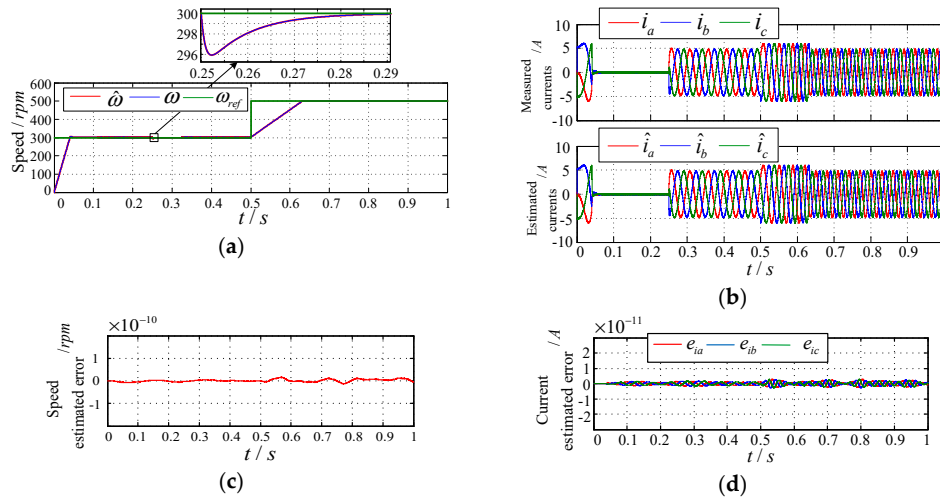 300
298
296
0.25 0.26 0.27 0.28 0.29
Speed / rpm
600
500
400
300
200
100
0
ω̂ ω ω_ref
0 0.1 0.2 0.3 0.4 0.5 0.6 0.7 0.8 0.9 1
t / s
(a)
Measured currents /A
10
5
0
-5
-10
i_a i_b i_c
Estimated currents /A
10
5
0
-5
-10
î_a î_b î_c
0 0.1 0.2 0.3 0.4 0.5 0.6 0.7 0.8 0.9 1
t / s
(b)
×10⁻¹⁰
Speed estimated error /rpm
1
0
-1
0 0.1 0.2 0.3 0.4 0.5 0.6 0.7 0.8 0.9 1
t / s
(c)
×10⁻¹¹
Current estimated error /A
2
1
0
-1
-2
e_ia e_ib e_ic
0 0.1 0.2 0.3 0.4 0.5 0.6 0.7 0.8 0.9 1
t / s
(d)